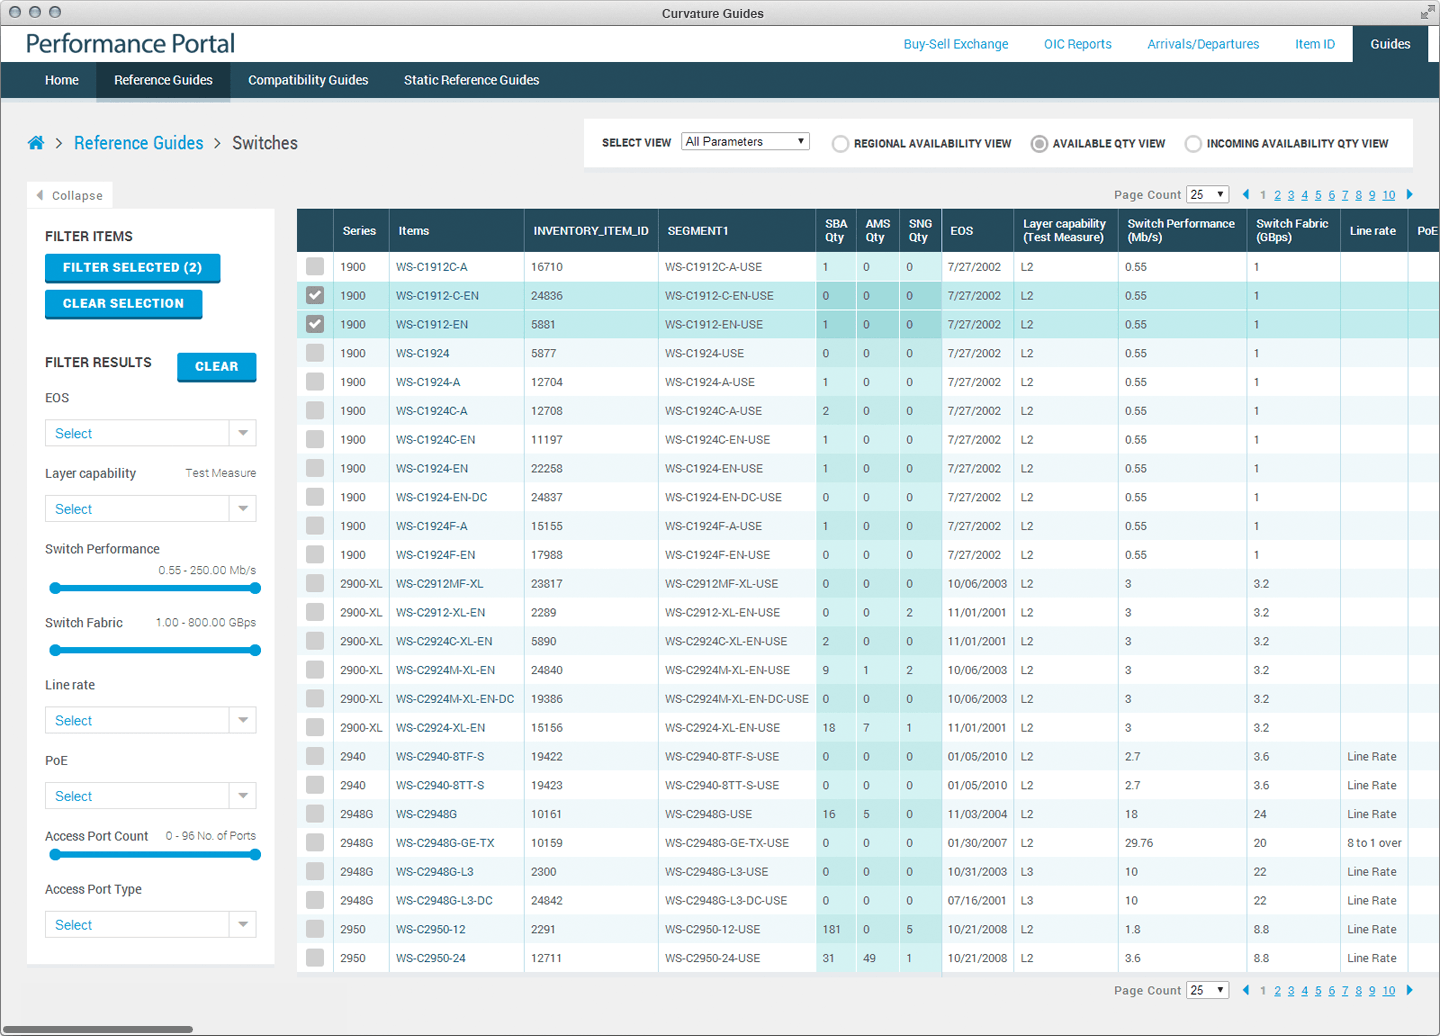 Curvature Guides
Performance Portal
Buy-Sell Exchange OIC Reports Arrivals/Departures Item ID Guides
Home Reference Guides Compatibility Guides Static Reference Guides
> Reference Guides > Switches
SELECT VIEW All Parameters REGIONAL AVAILABILITY VIEW AVAILABLE QTY VIEW INCOMING AVAILABILITY QTY VIEW
Collapse
Page Count 25 1 2 3 4 5 6 7 8 9 10
FILTER ITEMS
FILTER SELECTED (2)
CLEAR SELECTION
FILTER RESULTS CLEAR
EOS
Select
Layer capability Test Measure
Select
Switch Performance
0.55 - 250.00 Mb/s
Switch Fabric 1.00 - 800.00 GBps
Line rate
Select
PoE
Select
Access Port Count 0 - 96 No. of Ports
Access Port Type
Select
Series Items INVENTORY_ITEM_ID SEGMENT1 SBA Qty AMS Qty SNG Qty EOS Layer capability (Test Measure) Switch Performance (Mb/s) Switch Fabric (GBps) Line rate PoE
1900 WS-C1912C-A 16710 WS-C1912C-A-USE 1 0 0 7/27/2002 L2 0.55 1
1900 WS-C1912-C-EN 24836 WS-C1912-C-EN-USE 0 0 0 7/27/2002 L2 0.55 1
1900 WS-C1912-EN 5881 WS-C1912-EN-USE 1 0 0 7/27/2002 L2 0.55 1
1900 WS-C1924 5877 WS-C1924-USE 0 0 0 7/27/2002 L2 0.55 1
1900 WS-C1924-A 12704 WS-C1924-A-USE 1 0 0 7/27/2002 L2 0.55 1
1900 WS-C1924C-A 12708 WS-C1924C-A-USE 2 0 0 7/27/2002 L2 0.55 1
1900 WS-C1924C-EN 11197 WS-C1924C-EN-USE 1 0 0 7/27/2002 L2 0.55 1
1900 WS-C1924-EN 22258 WS-C1924-EN-USE 1 0 0 7/27/2002 L2 0.55 1
1900 WS-C1924-EN-DC 24837 WS-C1924-EN-DC-USE 0 0 0 7/27/2002 L2 0.55 1
1900 WS-C1924F-A 15155 WS-C1924F-A-USE 1 0 0 7/27/2002 L2 0.55 1
1900 WS-C1924F-EN 17988 WS-C1924F-EN-USE 0 0 0 7/27/2002 L2 0.55 1
2900-XL WS-C2912MF-XL 23817 WS-C2912MF-XL-USE 0 0 0 10/06/2003 L2 3 3.2
2900-XL WS-C2912-XL-EN 2289 WS-C2912-XL-EN-USE 0 0 2 11/01/2001 L2 3 3.2
2900-XL WS-C2924C-XL-EN 5890 WS-C2924C-XL-EN-USE 2 0 0 11/01/2001 L2 3 3.2
2900-XL WS-C2924M-XL-EN 24840 WS-C2924M-XL-EN-USE 9 1 2 10/06/2003 L2 3 3.2
2900-XL WS-C2924M-XL-EN-DC 19386 WS-C2924M-XL-EN-DC-USE 0 0 0 10/06/2003 L2 3 3.2
2900-XL WS-C2924-XL-EN 15156 WS-C2924-XL-EN-USE 18 7 1 11/01/2001 L2 3 3.2
2940 WS-C2940-8TF-S 19422 WS-C2940-8TF-S-USE 0 0 0 01/05/2010 L2 2.7 3.6 Line Rate
2940 WS-C2940-8TT-S 19423 WS-C2940-8TT-S-USE 0 0 0 01/05/2010 L2 2.7 3.6 Line Rate
2948G WS-C2948G 10161 WS-C2948G-USE 16 5 0 11/03/2004 L2 18 24 Line Rate
2948G WS-C2948G-GE-TX 10159 WS-C2948G-GE-TX-USE 0 0 0 01/30/2007 L2 29.76 20 8 to 1 over
2948G WS-C2948G-L3 2300 WS-C2948G-L3-USE 0 0 0 10/31/2003 L3 10 22 Line Rate
2948G WS-C2948G-L3-DC 24842 WS-C2948G-L3-DC-USE 0 0 0 07/16/2001 L3 10 22 Line Rate
2950 WS-C2950-12 2291 WS-C2950-12-USE 181 0 5 10/21/2008 L2 1.8 8.8 Line Rate
2950 WS-C2950-24 12711 WS-C2950-24-USE 31 49 1 10/21/2008 L2 3.6 8.8 Line Rate
Page Count 25 1 2 3 4 5 6 7 8 9 10